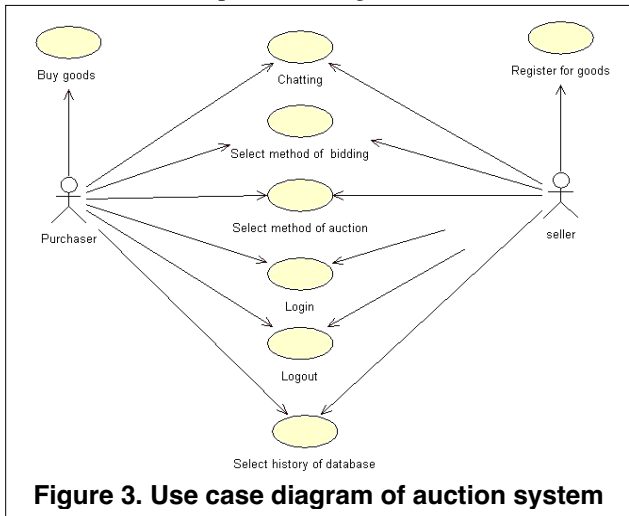 Buy goods
Chatting
Register for goods
Select method of bidding
Purchaser
Select method of auction
seller
Login
Logout
Select history of database
Figure 3. Use case diagram of auction system